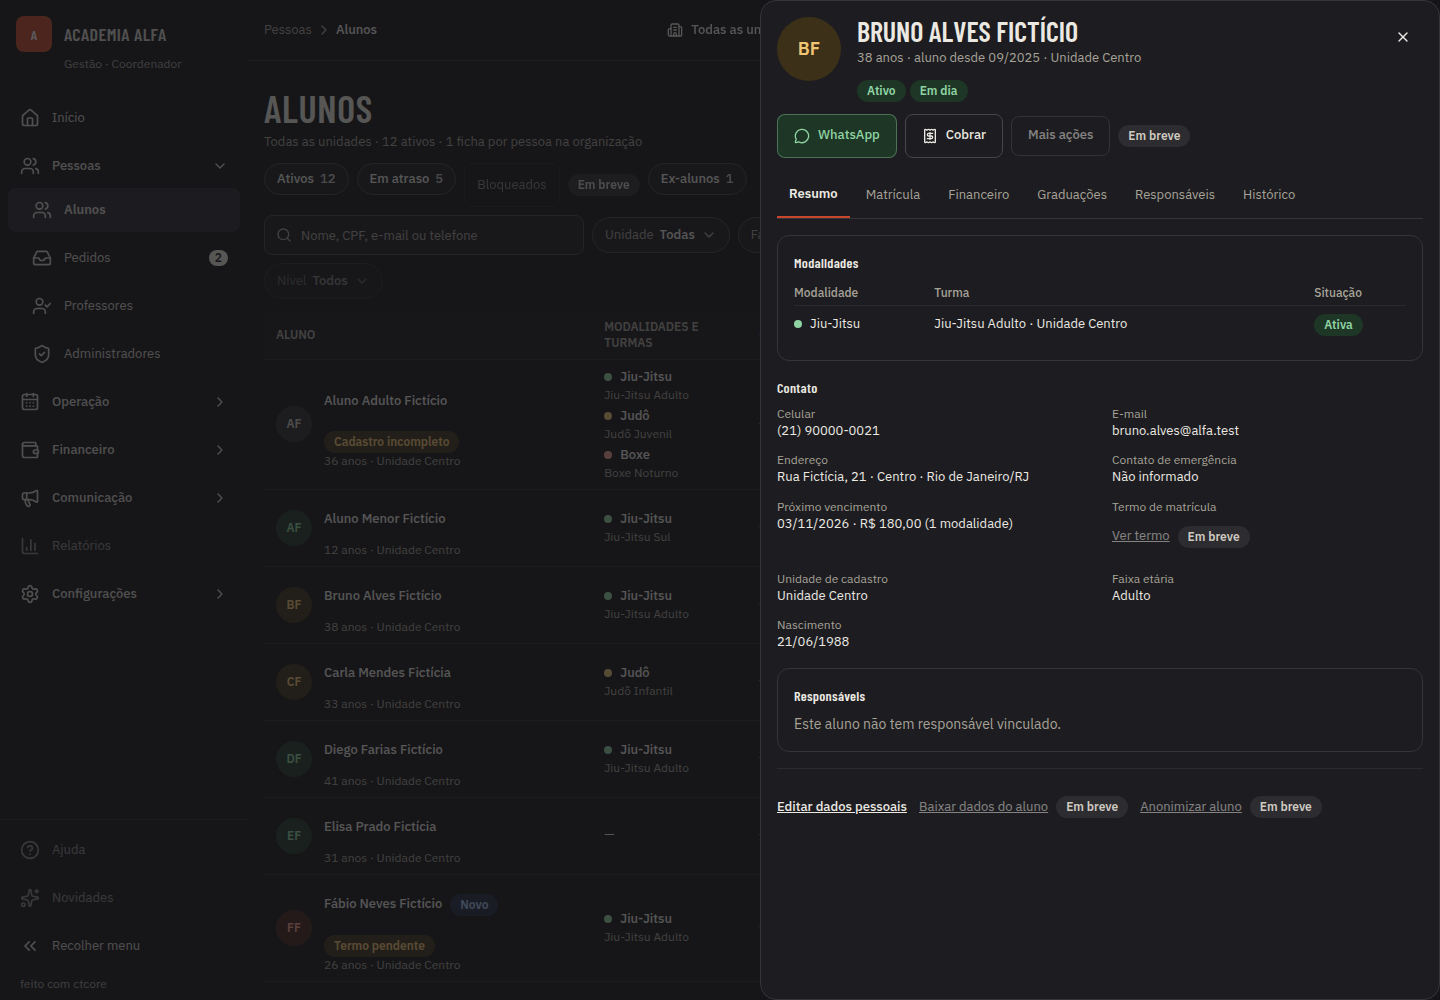 A
ACADEMIA ALFA
Gestão · Coordenador
Início
Pessoas
Alunos
Pedidos 2
Professores
Administradores
Operação
Financeiro
Comunicação
Relatórios
Configurações
Ajuda
Novidades
Recolher menu
feito com ctcore
Pessoas > Alunos
Todas as un
ALUNOS
Todas as unidades · 12 ativos · 1 ficha por pessoa na organização
Ativos 12 Em atraso 5 Bloqueados Em breve Ex-alunos 1
Nome, CPF, e-mail ou telefone Unidade Todas Fa
Nível Todos
ALUNO MODALIDADES E
TURMAS
AF
Aluno Adulto Fictício
Cadastro incompleto
36 anos · Unidade Centro
Jiu-Jitsu
Jiu-Jitsu Adulto
Judô
Judô Juvenil
Boxe
Boxe Noturno
AF
Aluno Menor Fictício
12 anos · Unidade Centro
Jiu-Jitsu
Jiu-Jitsu Sul
BF
Bruno Alves Fictício
38 anos · Unidade Centro
Jiu-Jitsu
Jiu-Jitsu Adulto
CF
Carla Mendes Fictícia
33 anos · Unidade Centro
Judô
Judô Infantil
DF
Diego Farias Fictício
41 anos · Unidade Centro
Jiu-Jitsu
Jiu-Jitsu Adulto
EF
Elisa Prado Fictícia
31 anos · Unidade Centro
—
FF
Fábio Neves Fictício Novo
Termo pendente
26 anos · Unidade Centro
Jiu-Jitsu
Jiu-Jitsu Adulto
BF
BRUNO ALVES FICTÍCIO
38 anos · aluno desde 09/2025 · Unidade Centro
Ativo Em dia
WhatsApp Cobrar Mais ações Em breve
Resumo Matrícula Financeiro Graduações Responsáveis Histórico
Modalidades
Modalidade Turma Situação
Jiu-Jitsu Jiu-Jitsu Adulto · Unidade Centro Ativa
Contato
Celular
(21) 90000-0021
E-mail
bruno.alves@alfa.test
Endereço
Rua Fictícia, 21 · Centro · Rio de Janeiro/RJ
Contato de emergência
Não informado
Próximo vencimento
03/11/2026 · R$ 180,00 (1 modalidade)
Termo de matrícula
Ver termo Em breve
Unidade de cadastro
Unidade Centro
Faixa etária
Adulto
Nascimento
21/06/1988
Responsáveis
Este aluno não tem responsável vinculado.
Editar dados pessoais Baixar dados do aluno Em breve Anonimizar aluno Em breve